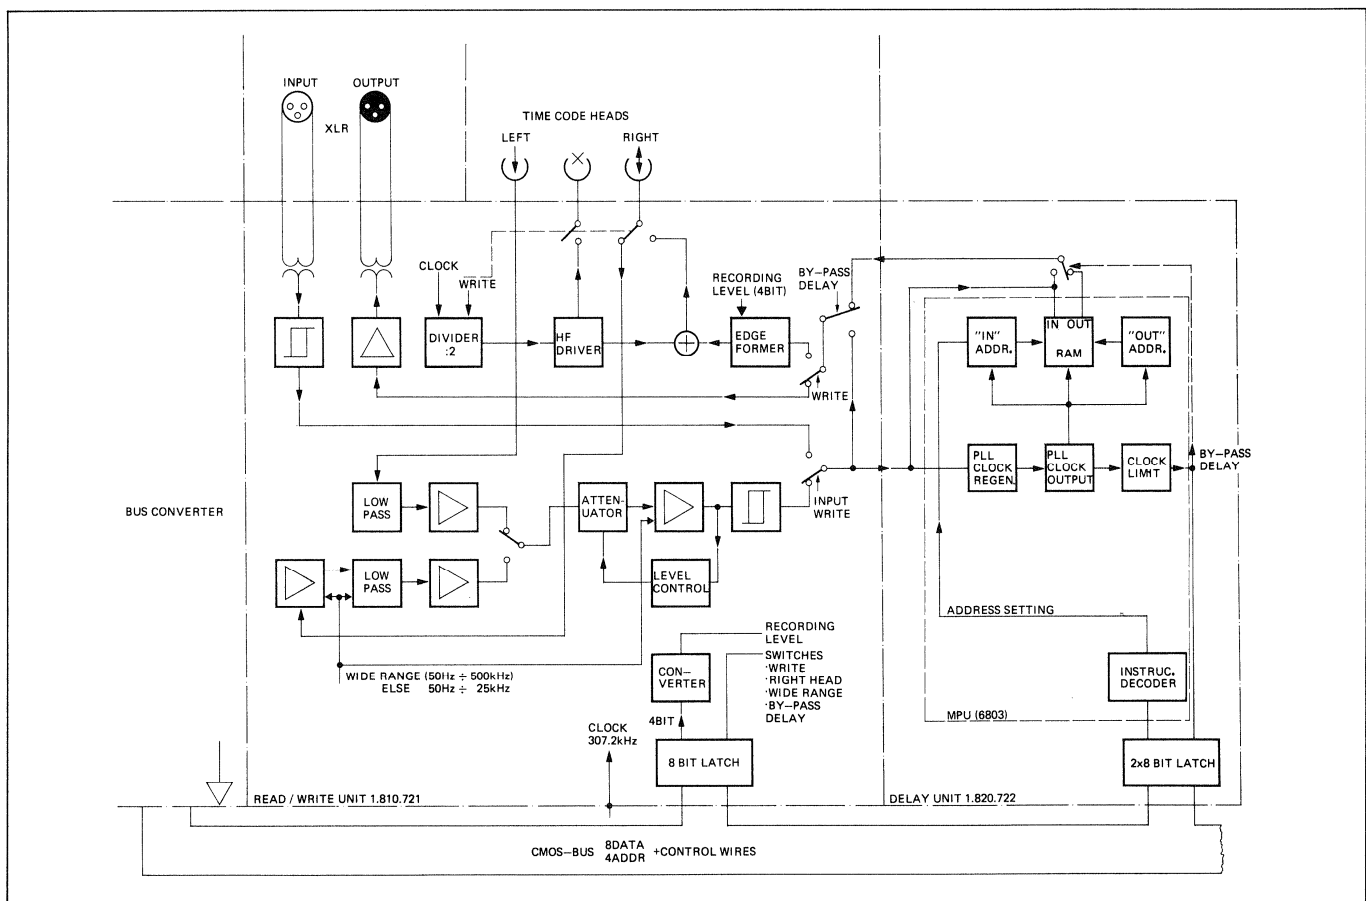 INPUT
OUTPUT
XLR
TIME CODE HEADS
LEFT
RIGHT
CLOCK
WRITE
DIVIDER
:2
HF
DRIVER
RECORDING
LEVEL (4BIT)
EDGE
FORMER
BY-PASS
DELAY
WRITE
"IN"
ADDR.
IN OUT
RAM
"OUT"
ADDR.
PLL
CLOCK
REGEN.
PLL
CLOCK
OUTPUT
CLOCK
LIMIT
BY-PASS
DELAY
BUS CONVERTER
LOW
PASS
ATTEN-
UATOR
INPUT
WRITE
LOW
PASS
LEVEL
CONTROL
ADDRESS SETTING
WIDE RANGE (50Hz ÷ 500kHz)
ELSE 50Hz ÷ 25kHz
RECORDING
LEVEL
CON-
VERTER
SWITCHES
·WRITE
·RIGHT HEAD
·WIDE RANGE
·BY-PASS
DELAY
4BIT
CLOCK
307.2kHz
8 BIT LATCH
INSTRUC.
DECODER
MPU (6803)
2x8 BIT LATCH
READ / WRITE UNIT 1.810.721
DELAY UNIT 1.820.722
CMOS-BUS 8DATA
4ADDR +CONTROL WIRES